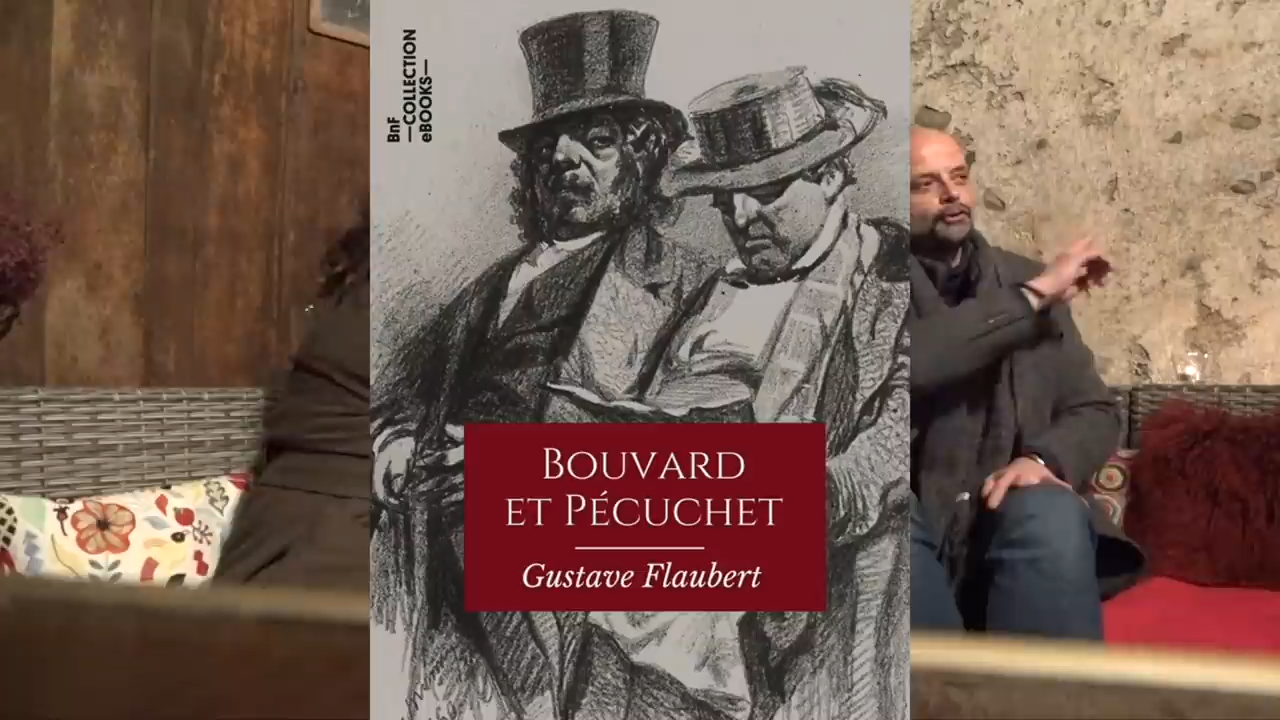 BnF
—COLLECTION
eBOOKS—
BOUVARD
ET PÉCUCHET
Gustave Flaubert